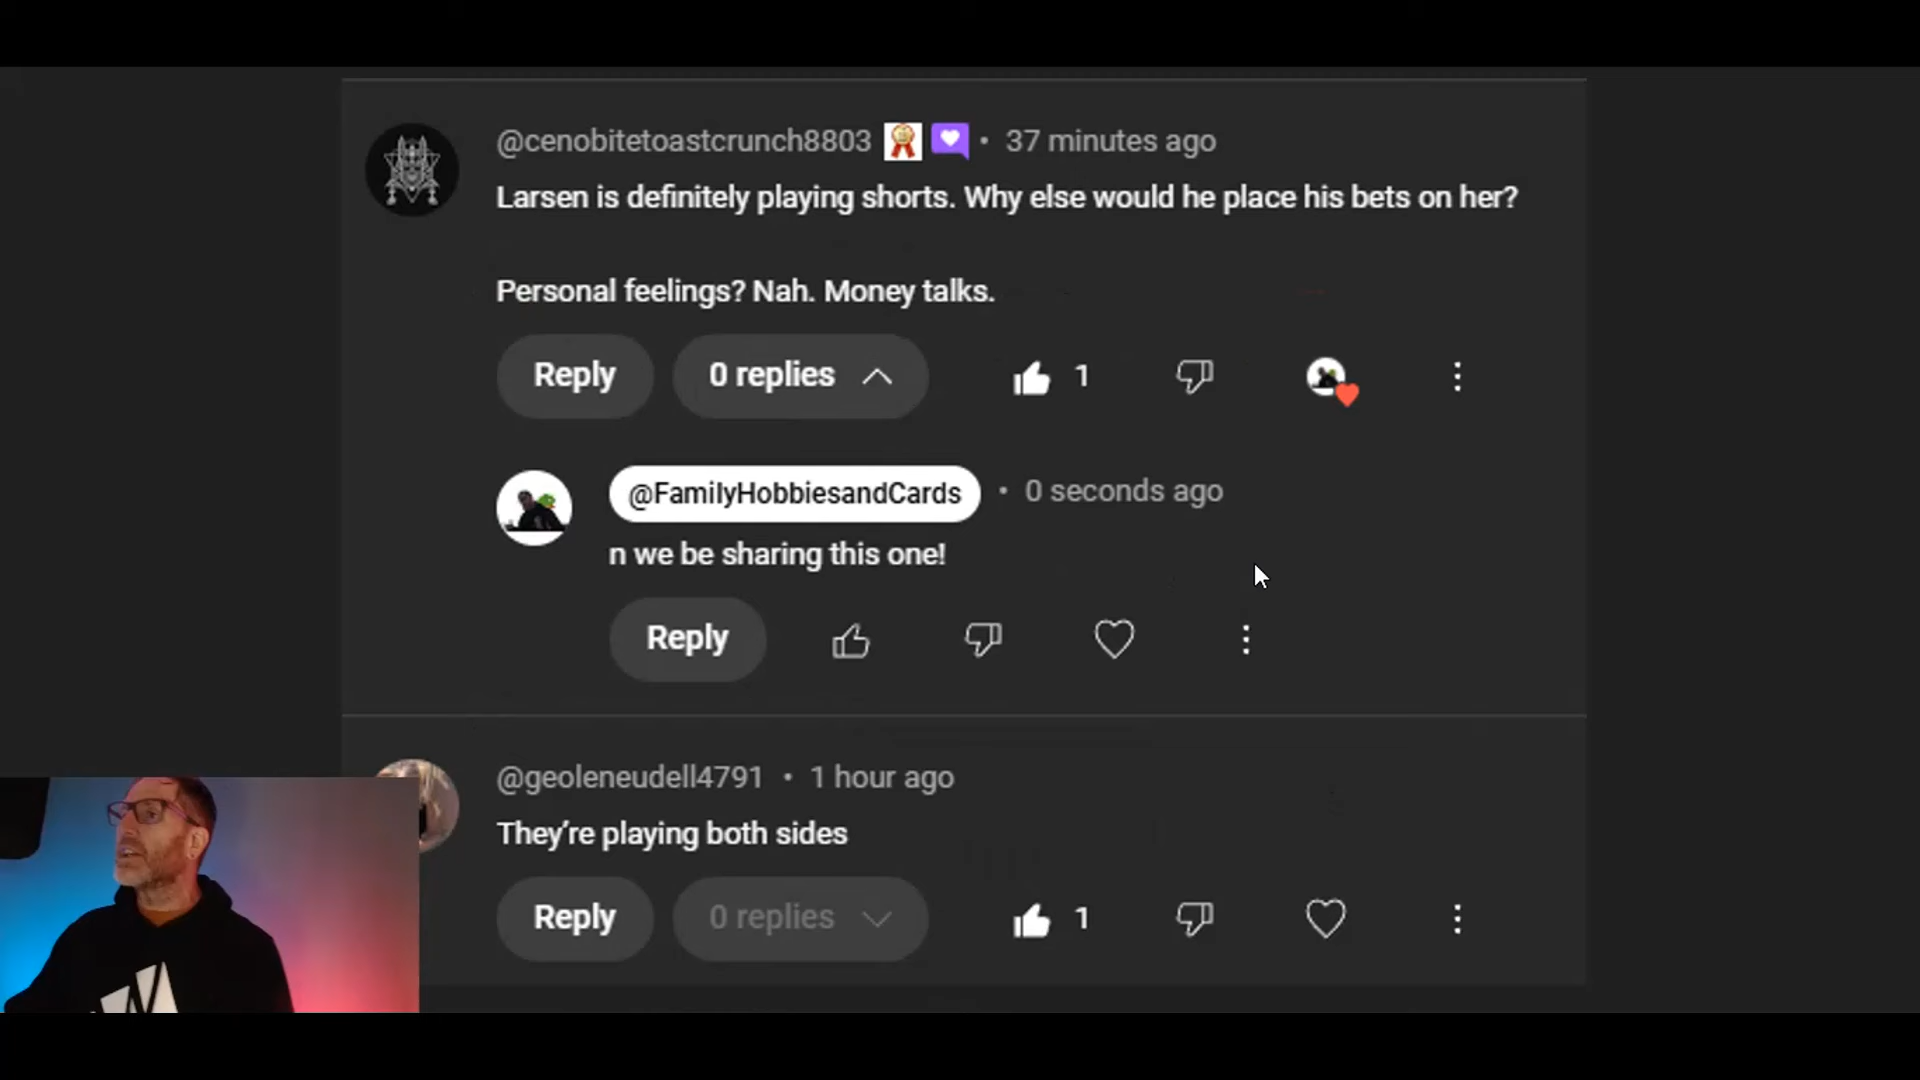 @cenobitetoastcrunch8803 • 37 minutes ago
Larsen is definitely playing shorts. Why else would he place his bets on her?
Personal feelings? Nah. Money talks.
Reply 0 replies 1
@FamilyHobbiesandCards • 0 seconds ago
n we be sharing this one!
Reply
@geoleneudell4791 • 1 hour ago
They’re playing both sides
Reply 0 replies 1